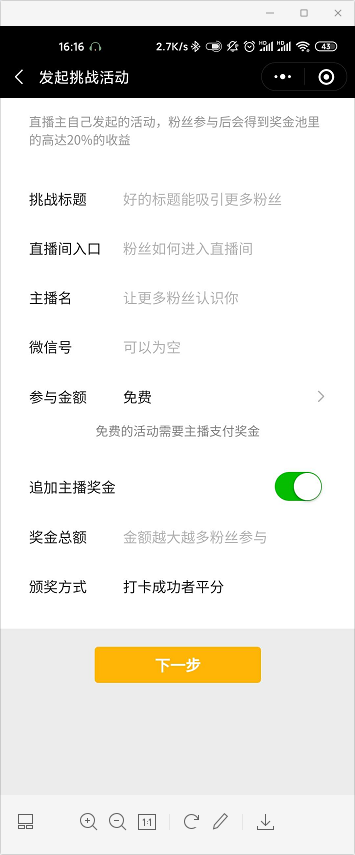 16:16 2.7K/s HD HD 43
发起挑战活动
直播主自己发起的活动，粉丝参与后会得到奖金池里
的高达20%的收益
挑战标题 好的标题能吸引更多粉丝
直播间入口 粉丝如何进入直播间
主播名 让更多粉丝认识你
微信号 可以为空
参与金额 免费
免费的活动需要主播支付奖金
追加主播奖金
奖金总额 金额越大越多粉丝参与
颁奖方式 打卡成功者平分
下一步
1:1